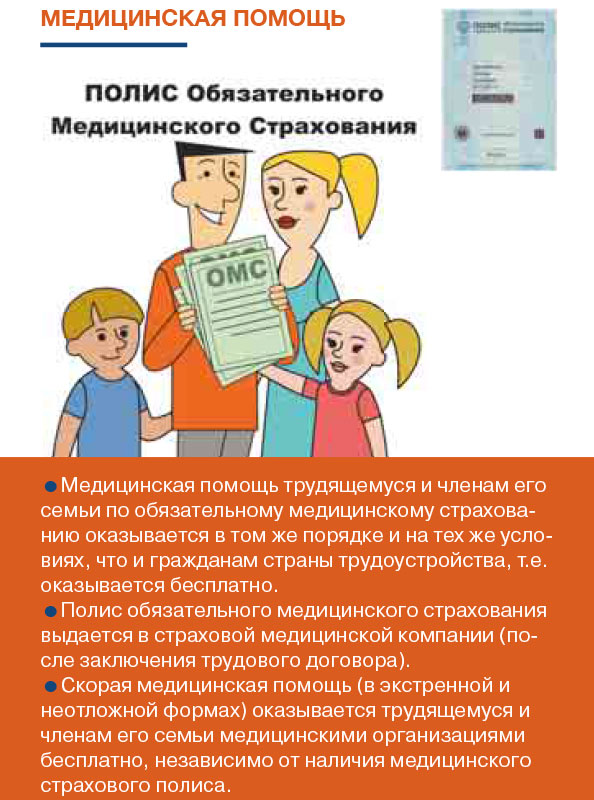 МЕДИЦИНСКАЯ ПОМОЩЬ
ПОЛИС Обязательного
Медицинского Страхования
ОМС
ОМС
● Медицинская помощь трудящемуся и членам его
семьи по обязательному медицинскому страхова-
нию оказывается в том же порядке и на тех же усло-
виях, что и гражданам страны трудоустройства, т.е.
оказывается бесплатно.
● Полис обязательного медицинского страхования
выдается в страховой медицинской компании (по-
сле заключения трудового договора).
● Скорая медицинская помощь (в экстренной и
неотложной формах) оказывается трудящемуся и
членам его семьи медицинскими организациями
бесплатно, независимо от наличия медицинского
страхового полиса.
ПОЛИС